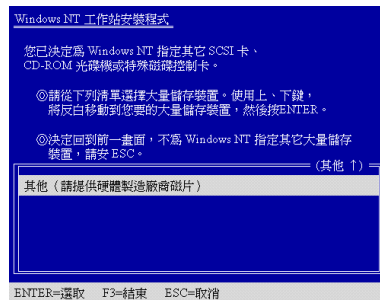 Windows NT 工作站安裝程式
您已決定為 Windows NT 指定其它 SCSI 卡、
CD-ROM 光碟機或特殊磁碟控制卡。
◎請從下列清單選擇大量儲存裝置。使用上、下鍵，
將反白移動到您要的大量儲存裝置，然後按ENTER。
◎決定回到前一畫面，不為 Windows NT 指定其它大量儲存
裝置，請安 ESC。
(其他 ↑)
其他（請提供硬體製造廠商磁片）
ENTER=選取 F3=結束 ESC=取消